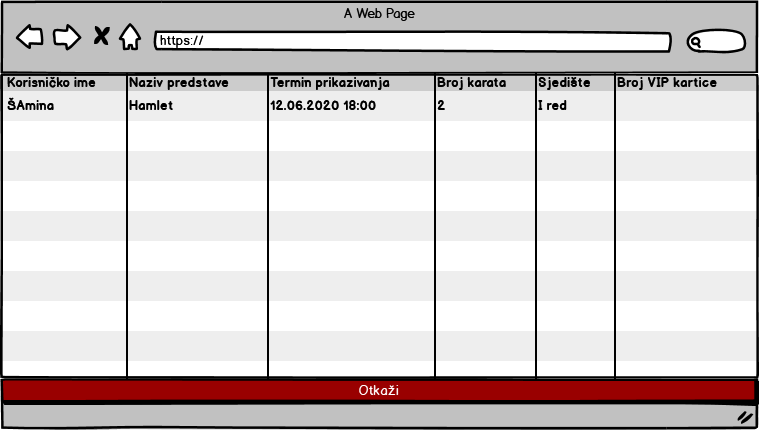 A Web Page
https://
Korisničko ime Naziv predstave Termin prikazivanja Broj karata Sjedište Broj VIP kartice
ŠAmina Hamlet 12.06.2020 18:00 2 I red
Otkaži